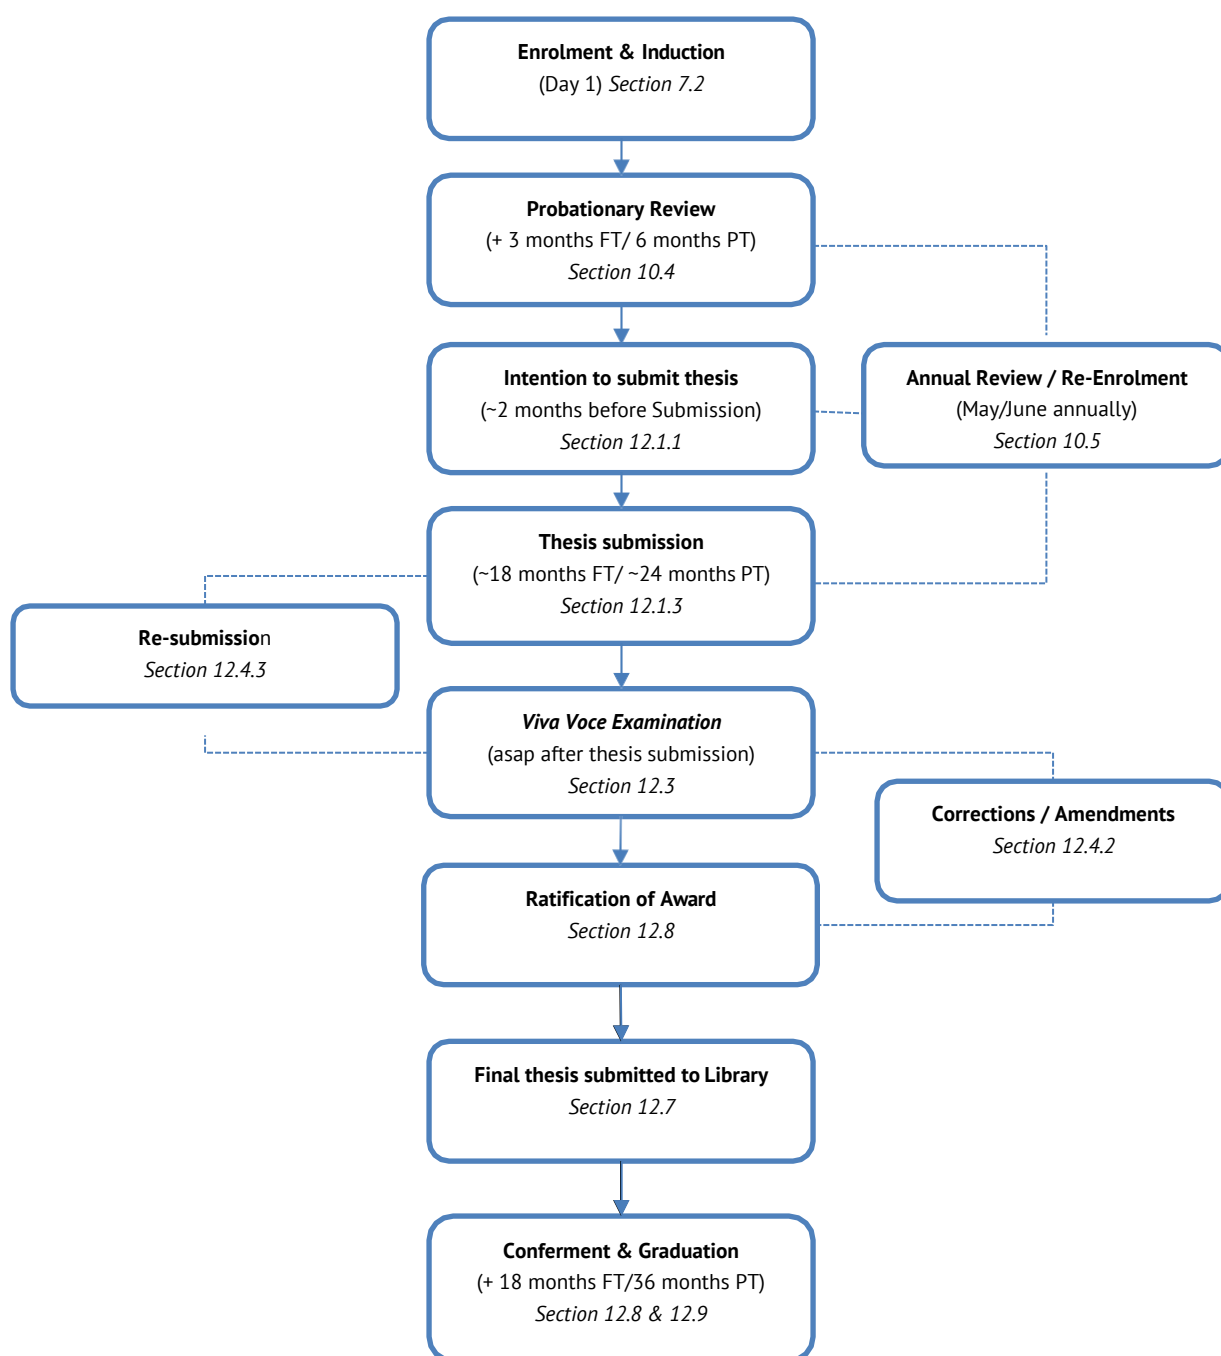 Enrolment & Induction
(Day 1) Section 7.2
Probationary Review
(+ 3 months FT/ 6 months PT)
Section 10.4
Intention to submit thesis
(~2 months before Submission)
Section 12.1.1
Annual Review / Re-Enrolment
(May/June annually)
Section 10.5
Thesis submission
(~18 months FT/ ~24 months PT)
Section 12.1.3
Re-submission
Section 12.4.3
Viva Voce Examination
(asap after thesis submission)
Section 12.3
Corrections / Amendments
Section 12.4.2
Ratification of Award
Section 12.8
Final thesis submitted to Library
Section 12.7
Conferment & Graduation
(+ 18 months FT/36 months PT)
Section 12.8 & 12.9